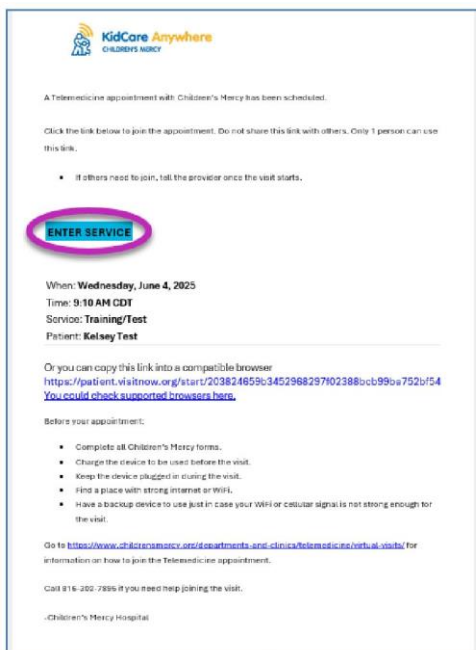 KidCare Anywhere
CHILDREN'S MERCY
A Telemedicine appointment with Children's Mercy has been scheduled.
Click the link below to join the appointment. Do not share this link with others. Only 1 person can use
this link.
• If others need to join, tell the provider once the visit starts.
ENTER SERVICE
When: Wednesday, June 4, 2025
Time: 9:10 AM CDT
Service: Training/Test
Patient: Kelsey Test
Or you can copy this link into a compatible browser
https://patient.visitnow.org/start/203824659b3452968297f02388bcb99ba752bf54
You could check supported browsers here.
Before your appointment:
• Complete all Children's Mercy forms.
• Charge the device to be used before the visit.
• Keep the device plugged in during the visit.
• Find a place with strong internet or WiFi.
• Have a backup device to use just in case your WiFi or cellular signal is not strong enough for
the visit.
Go to https://www.childrensmercy.org/departments-and-clinics/telemedicine/virtual-visits/ for
information on how to join the Telemedicine appointment.
Call 816-302-7895 if you need help joining the visit.
-Children's Mercy Hospital